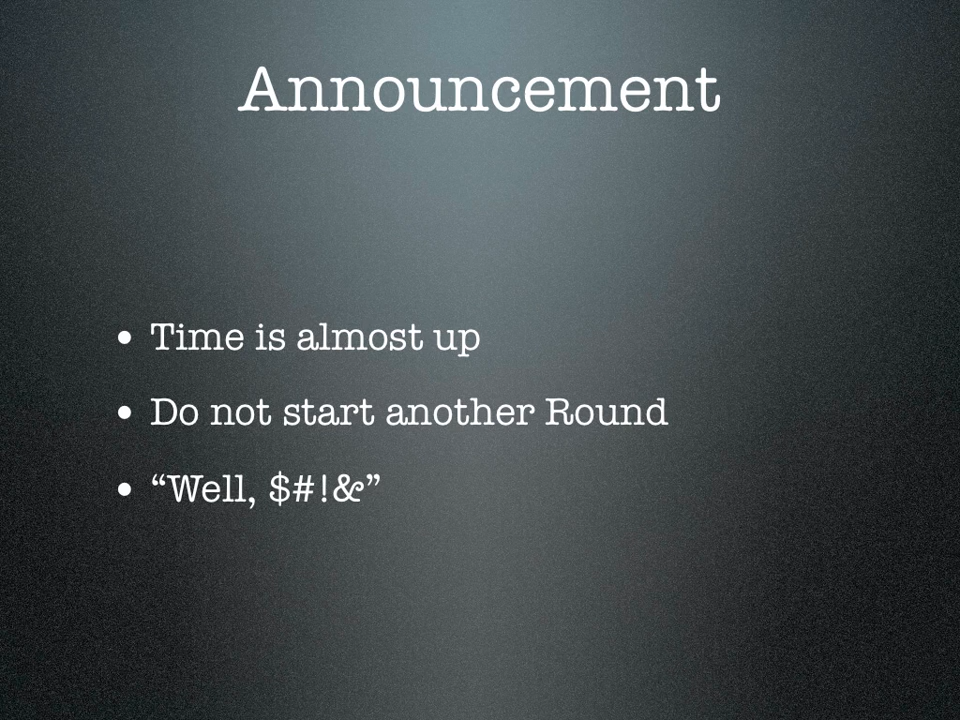 Announcement
• Time is almost up
• Do not start another Round
• “Well, $#!&”